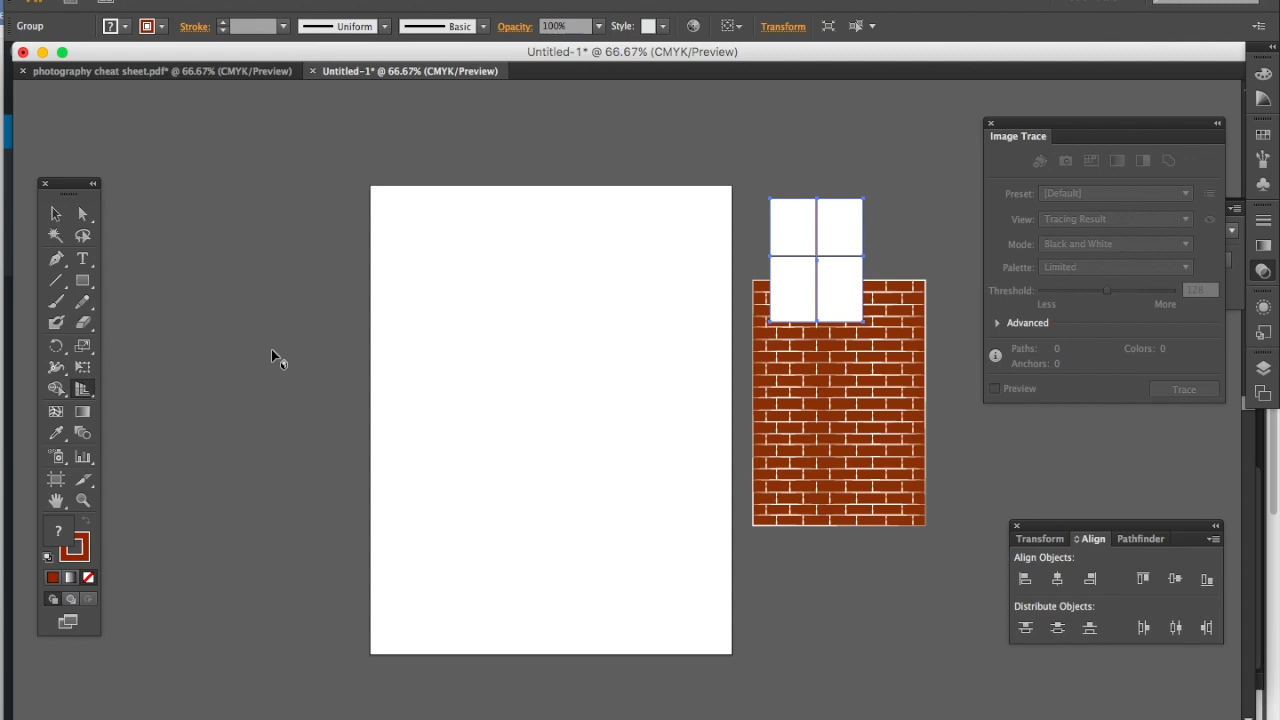 Group ? Stroke: Uniform Basic Opacity: 100% Style: Transform
Untitled-1* @ 66.67% (CMYK/Preview)
photography cheat sheet.pdf* @ 66.67% (CMYK/Preview) Untitled-1* @ 66.67% (CMYK/Preview)
Image Trace
Preset: [Default]
View: Tracing Result
Mode: Black and White
Palette: Limited
Threshold: 128
Less More
Advanced
Paths: 0 Colors: 0
Anchors: 0
Preview Trace
T
?
Transform Align Pathfinder
Align Objects:
Distribute Objects: